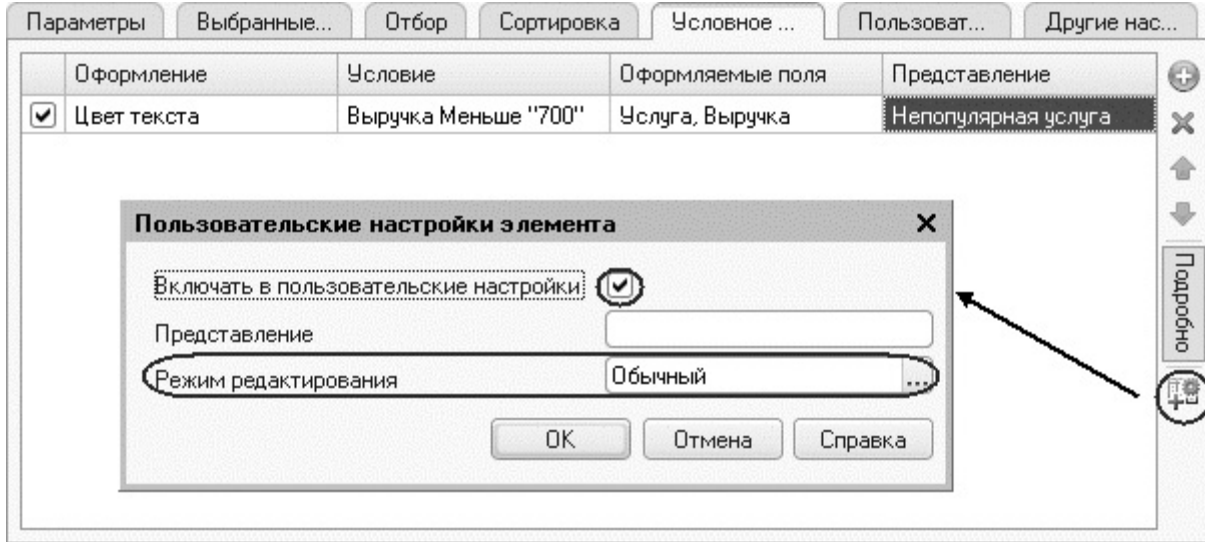 Параметры Выбранные... Отбор Сортировка Условное ... Пользоват... Другие нас...
Оформление Условие Оформляемые поля Представление
Цвет текста Выручка Меньше "700" Услуга, Выручка Непопулярная услуга
Пользовательские настройки элемента
Включать в пользовательские настройки
Представление
Режим редактирования Обычный ...
ОК Отмена Справка
Подробно